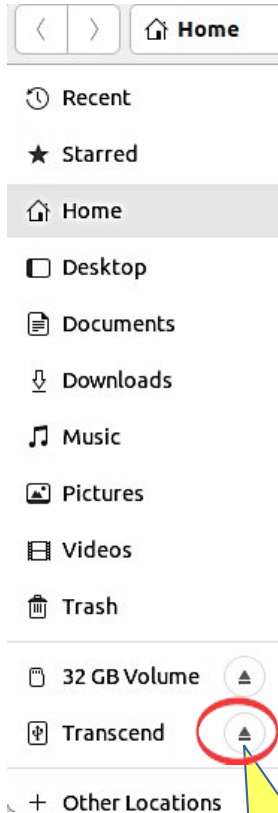 Home
Recent
Starred
Home
Desktop
Documents
Downloads
Music
Pictures
Videos
Trash
32 GB Volume
Transcend
Other Locations